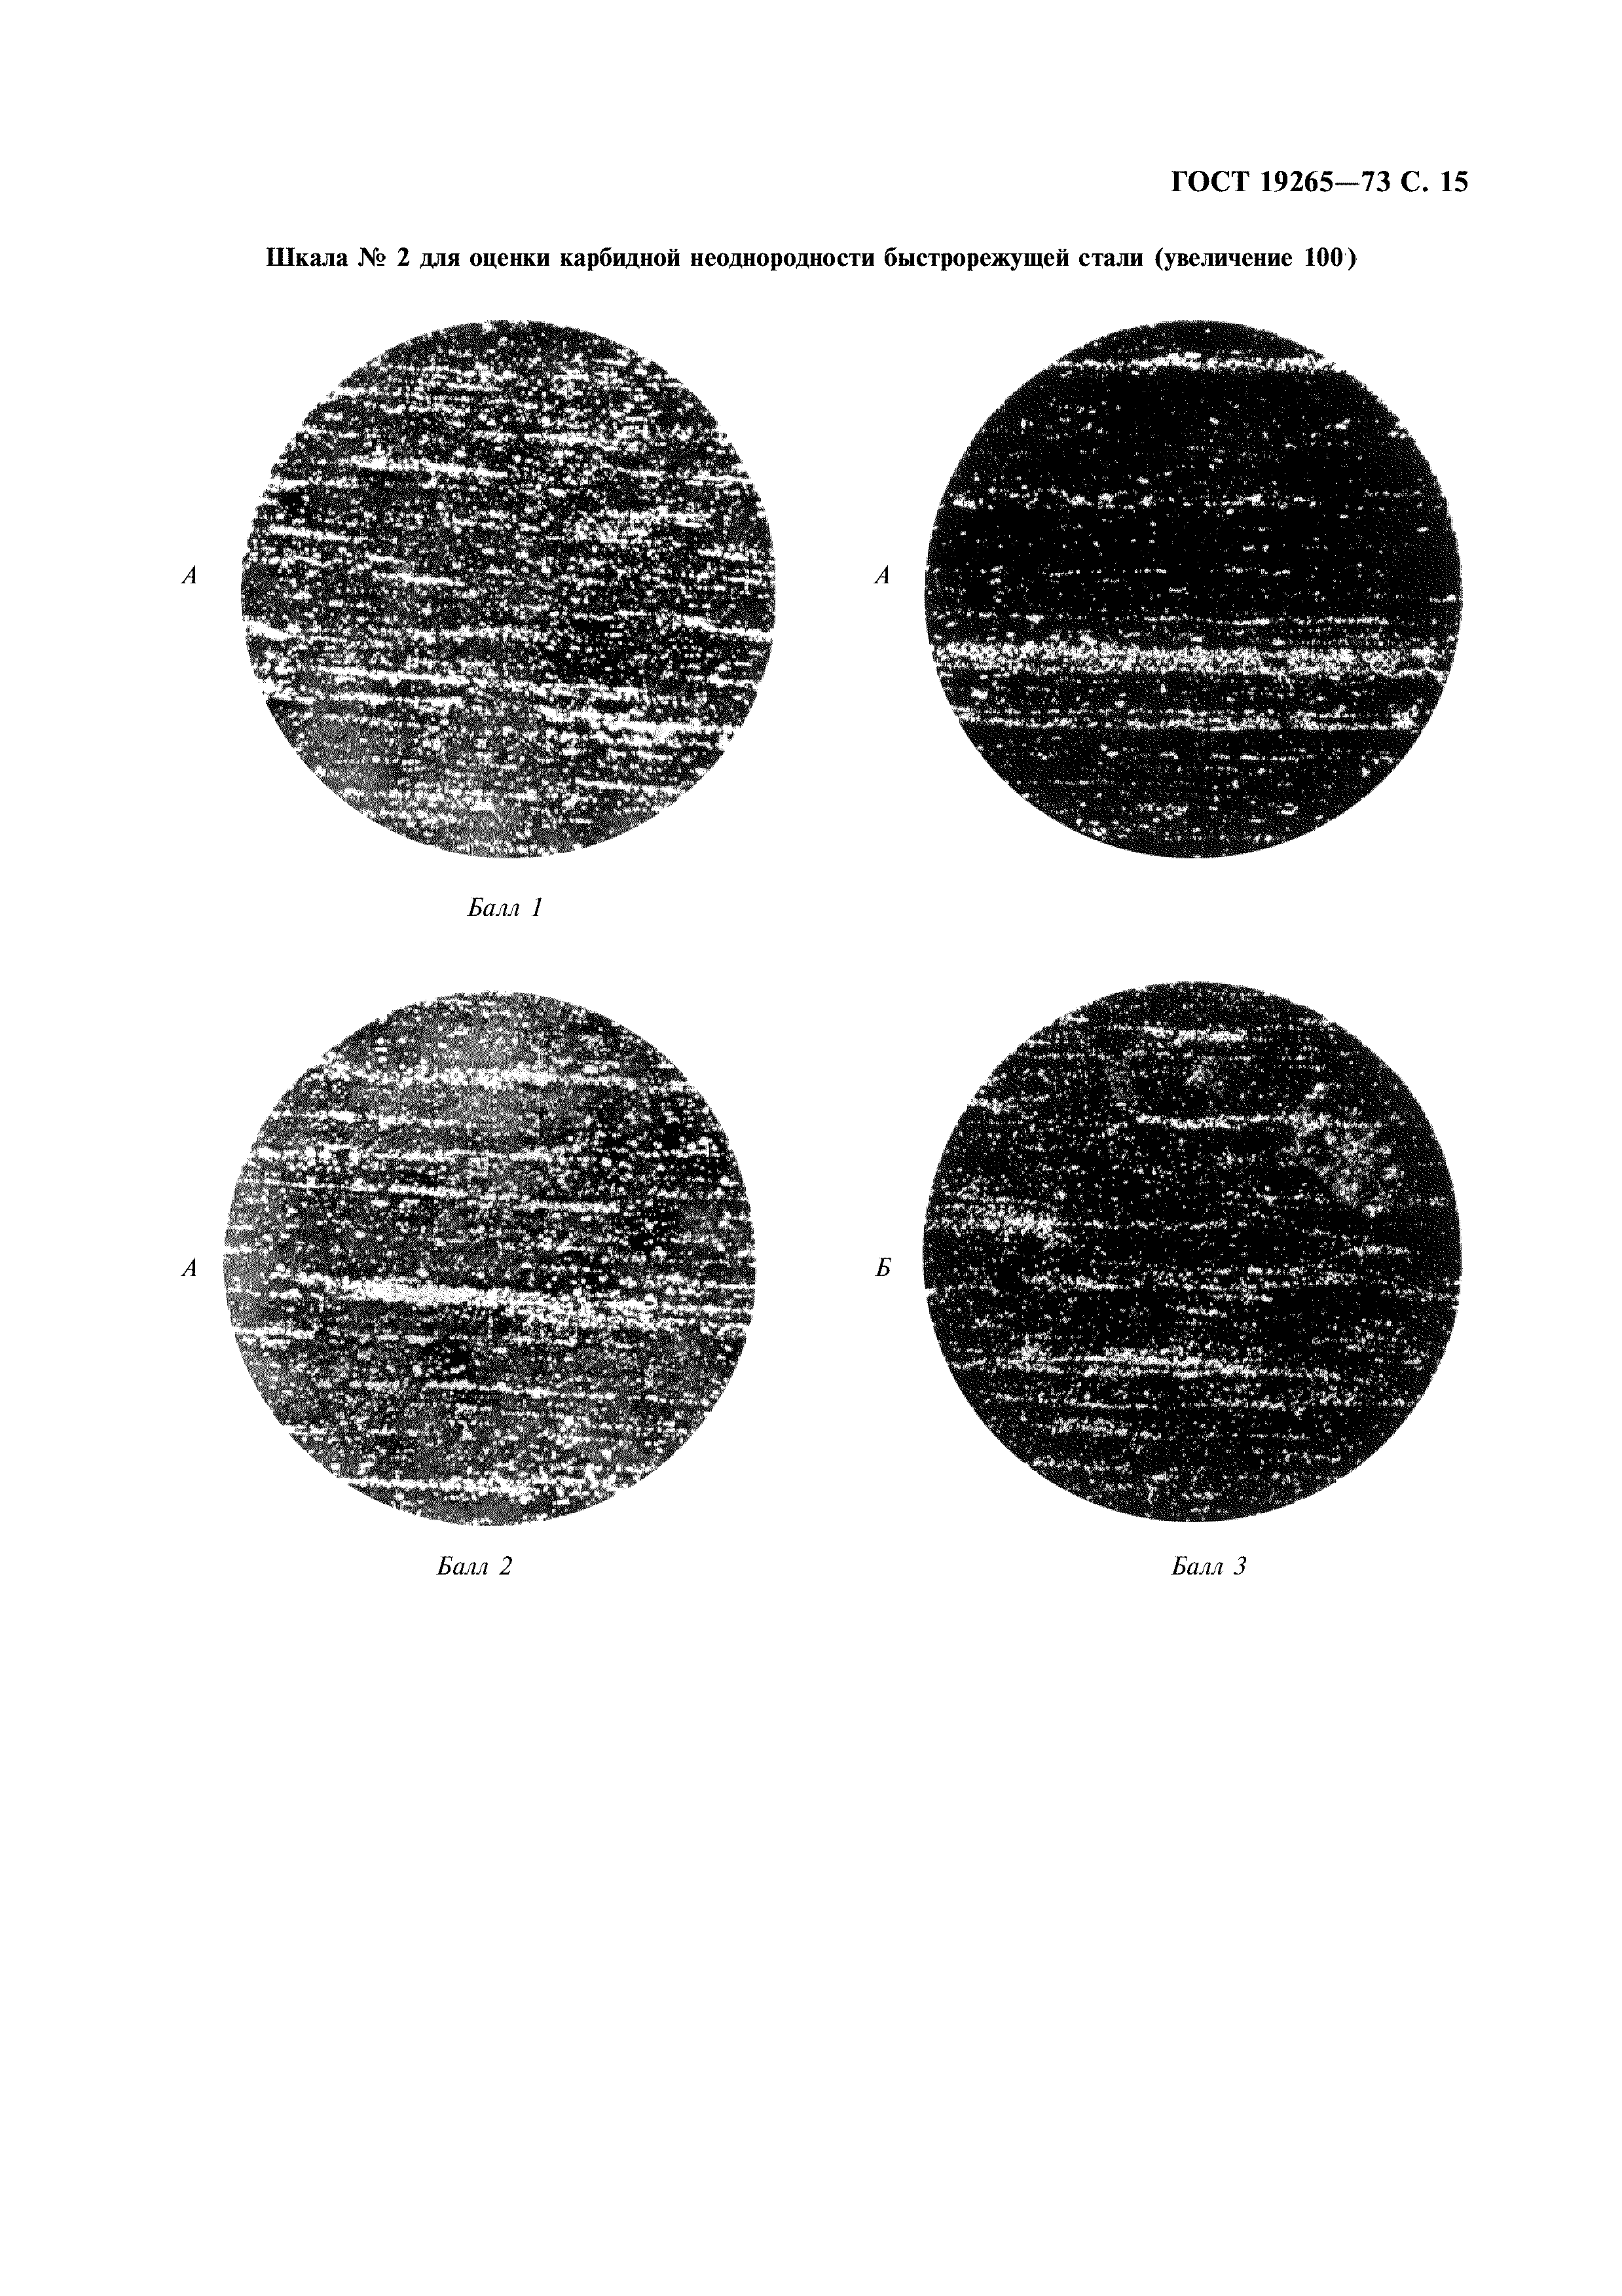 ГОСТ 19265—73 С. 15
Шкала № 2 для оценки карбидной неоднородности быстрорежущей стали (увеличение 100)
А
А
Балл 1
А
Б
Балл 2
Балл 3